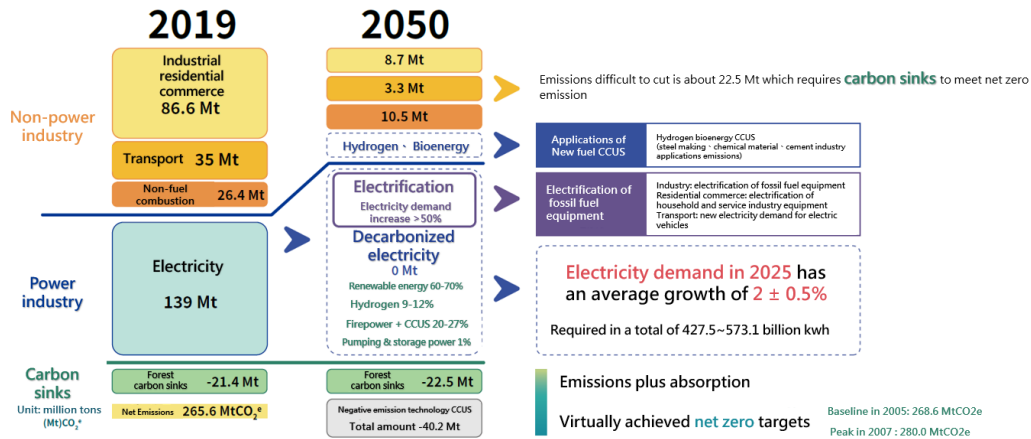 2019
2050
Non-power
industry
Industrial
residential
commerce
86.6 Mt
Transport 35 Mt
Non-fuel
combustion 26.4 Mt
8.7 Mt
3.3 Mt
10.5 Mt
Hydrogen、Bioenergy
Emissions difficult to cut is about 22.5 Mt which requires carbon sinks to meet net zero
emission
Applications of
New fuel CCUS
Hydrogen bioenergy CCUS
(steel making、chemical material、cement industry
applications emissions)
Electrification of
fossil fuel
equipment
Industry: electrification of fossil fuel equipment
Residential commerce: electrification of
household and service industry equipment
Transport: new electricity demand for electric
vehicles
Power
industry
Electricity
139 Mt
Electrification
Electricity demand
increase >50%
Decarbonized
electricity
0 Mt
Renewable energy 60-70%
Hydrogen 9-12%
Firepower + CCUS 20-27%
Pumping & storage power 1%
Electricity demand in 2025 has
an average growth of 2 ± 0.5%
Required in a total of 427.5~573.1 billion kwh
Carbon
sinks
Unit: million tons
(Mt)CO2e
Forest
carbon sinks -21.4 Mt
Net Emissions 265.6 MtCO2e
Forest
carbon sinks -22.5 Mt
Negative emission technology CCUS
Total amount -40.2 Mt
Emissions plus absorption
Virtually achieved net zero targets
Baseline in 2005: 268.6 MtCO2e
Peak in 2007 : 280.0 MtCO2e